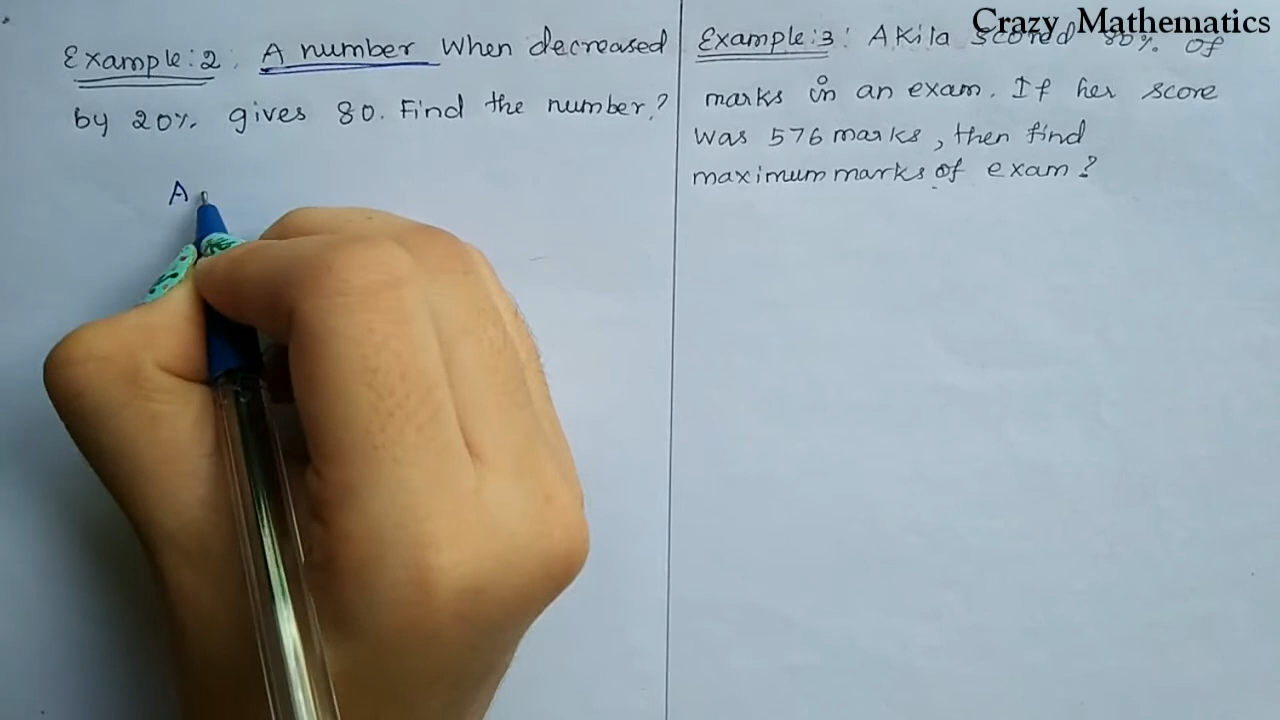 Crazy Mathematics
Example:2: A number when decreased
by 20% gives 80. Find the number?
A
Example:3: Akila scored 80% of
marks in an exam. If her score
was 576 marks, then find
maximum marks of exam?